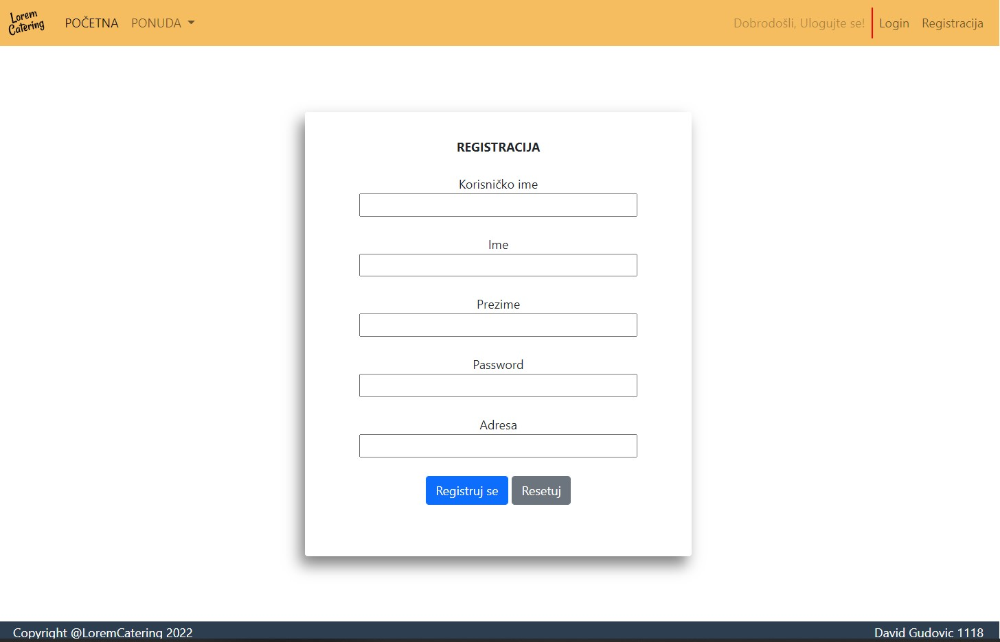 Lorem
Catering
POČETNA PONUDA
Dobrodošli, Ulogujte se! Login Registracija
REGISTRACIJA
Korisničko ime
Ime
Prezime
Password
Adresa
Registruj se Resetuj
Copyright @LoremCatering 2022
David Gudovic 1118